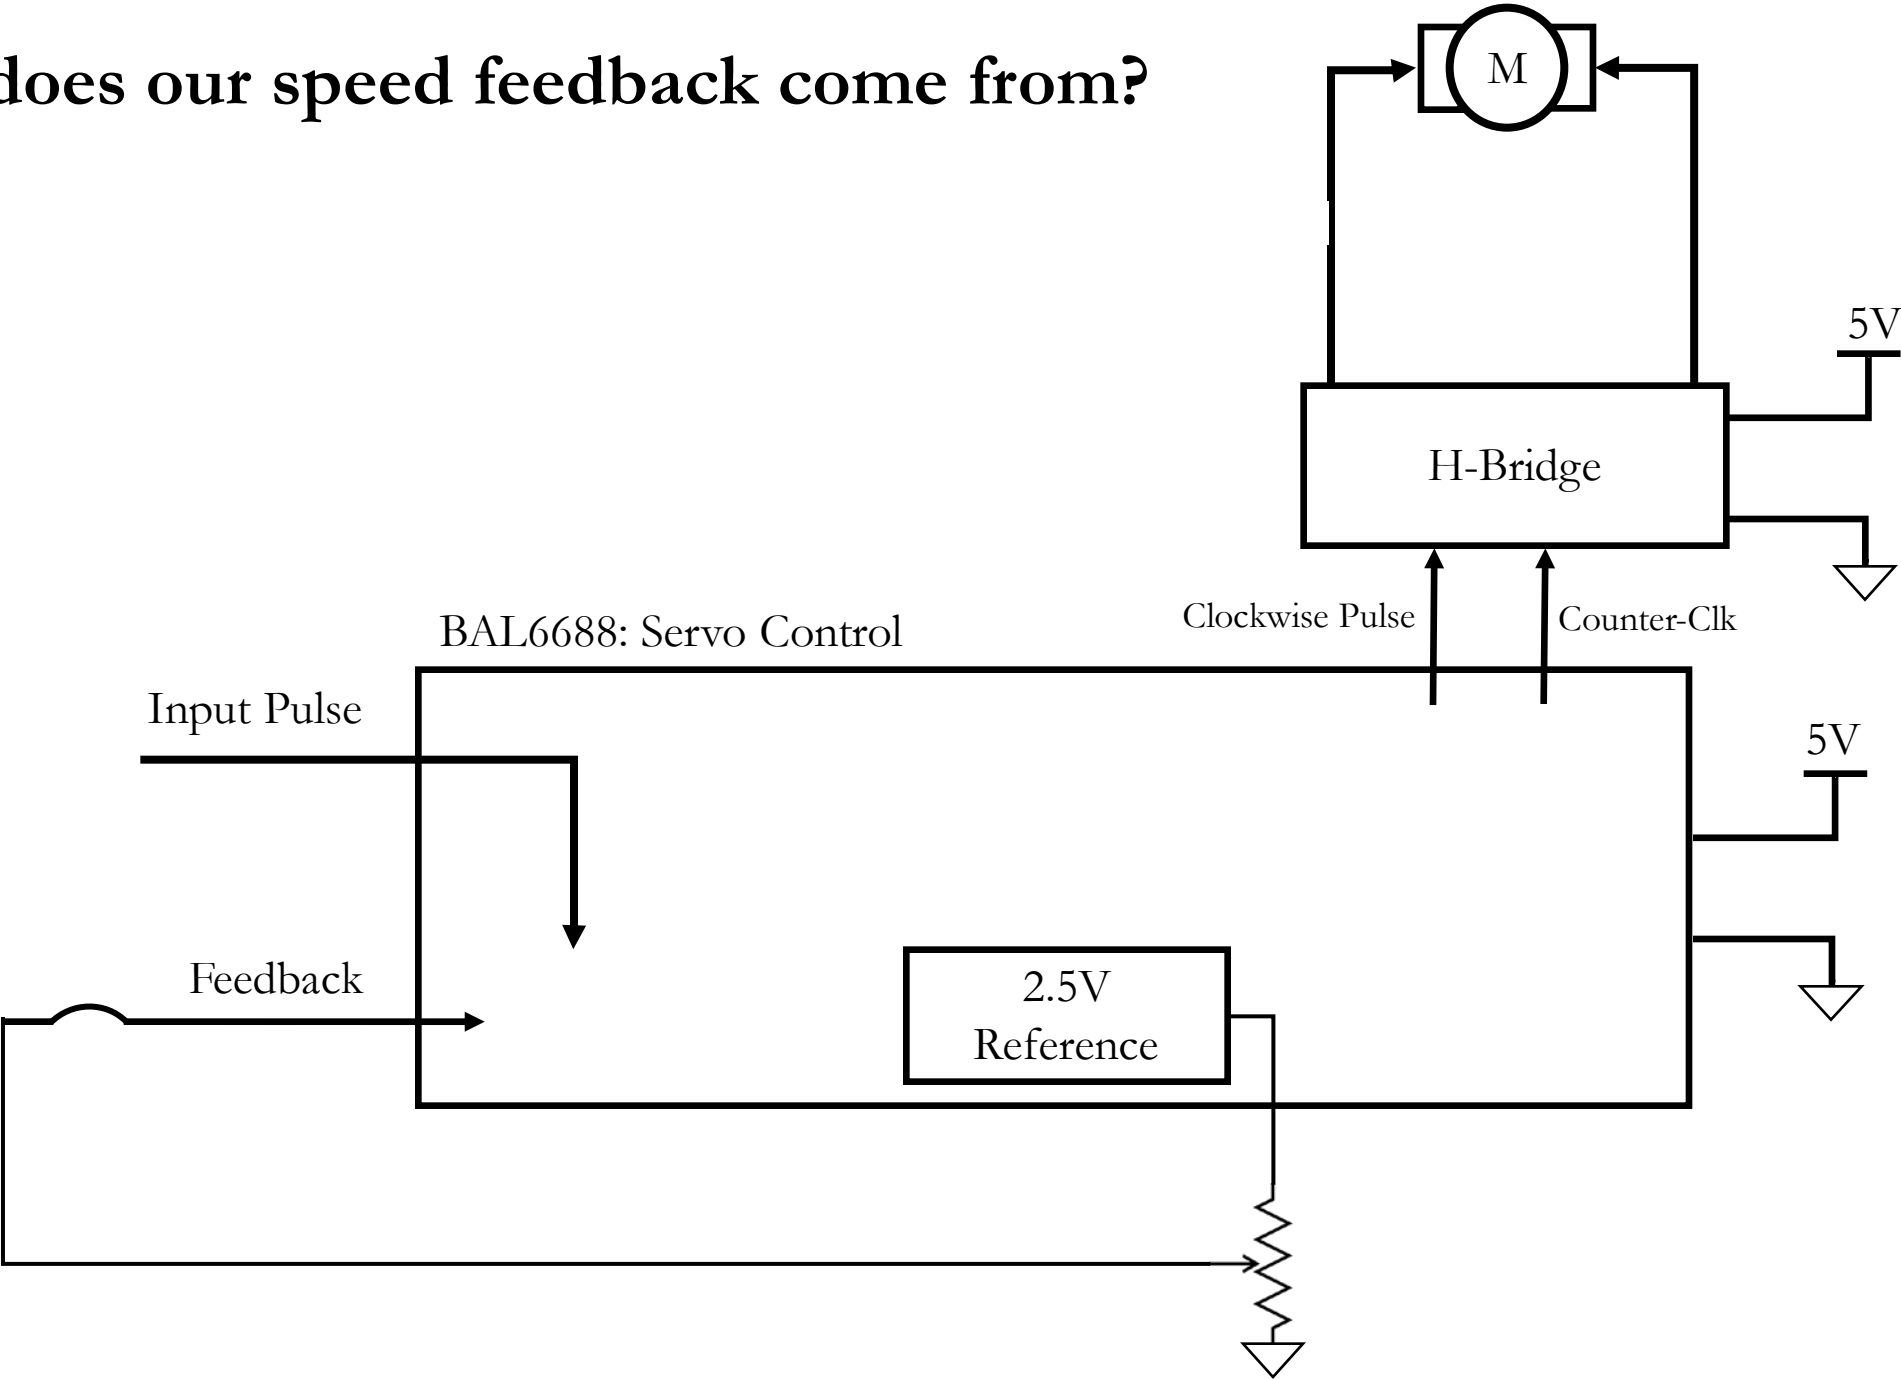 does our speed feedback come from?
M
5V
H-Bridge
Clockwise Pulse
Counter-Clk
BAL6688: Servo Control
Input Pulse
5V
Feedback
2.5V
Reference